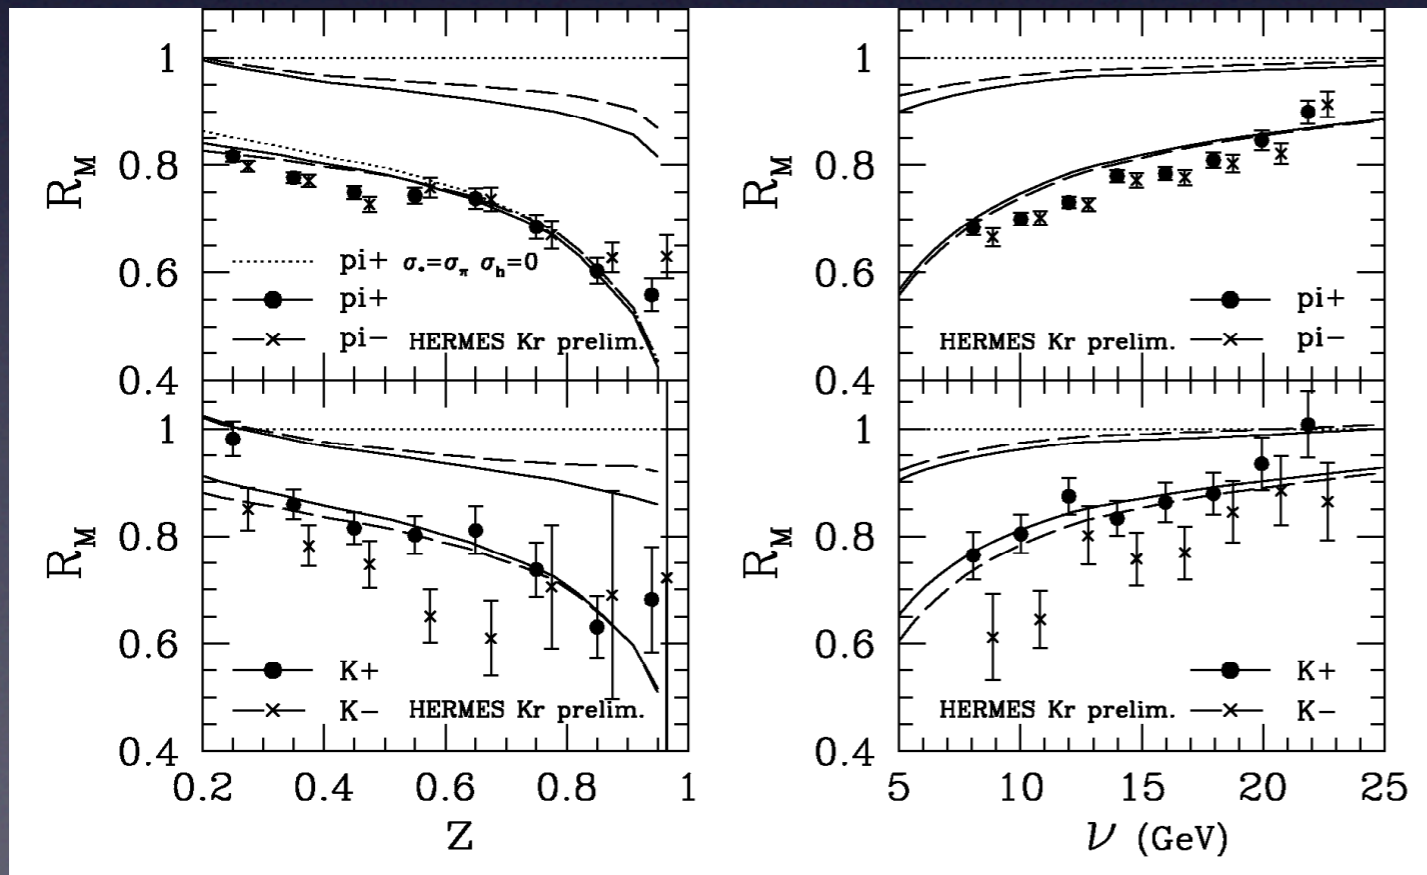 R_M
1
0.8
0.6
0.4
pi+ σ*=σπ σh=0
pi+
pi− HERMES Kr prelim.
R_M
1
0.8
0.6
0.4
pi+
HERMES Kr prelim. pi−
R_M
1
0.8
0.6
0.4
K+
K− HERMES Kr prelim.
0.2 0.4 0.6 0.8 1
Z
R_M
1
0.8
0.6
0.4
K+
HERMES Kr prelim. K−
5 10 15 20 25
ν (GeV)